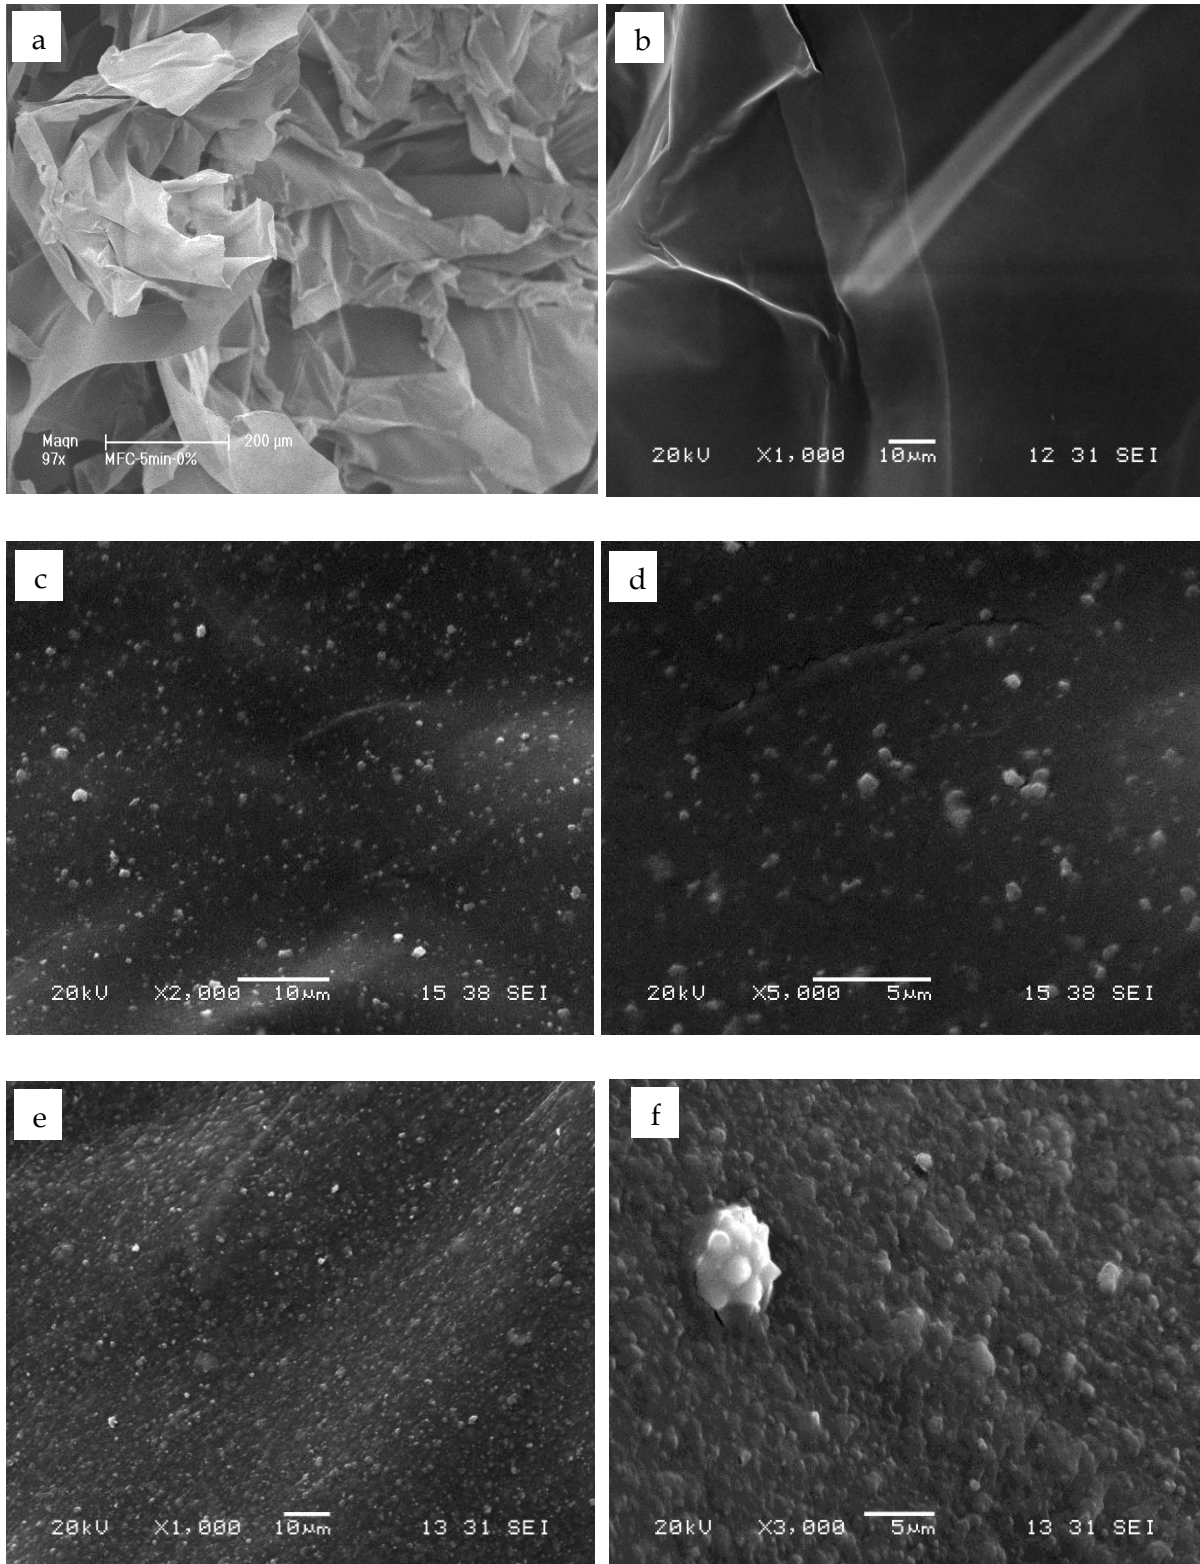 a
b
Magn 200 µm
97x MFC-5min-0%
20kV X1,000 10µm 12 31 SEI
c
d
20kV X2,000 10µm 15 38 SEI
20kV X5,000 5µm 15 38 SEI
e
f
20kV X1,000 10µm 13 31 SEI
20kV X3,000 5µm 13 31 SEI